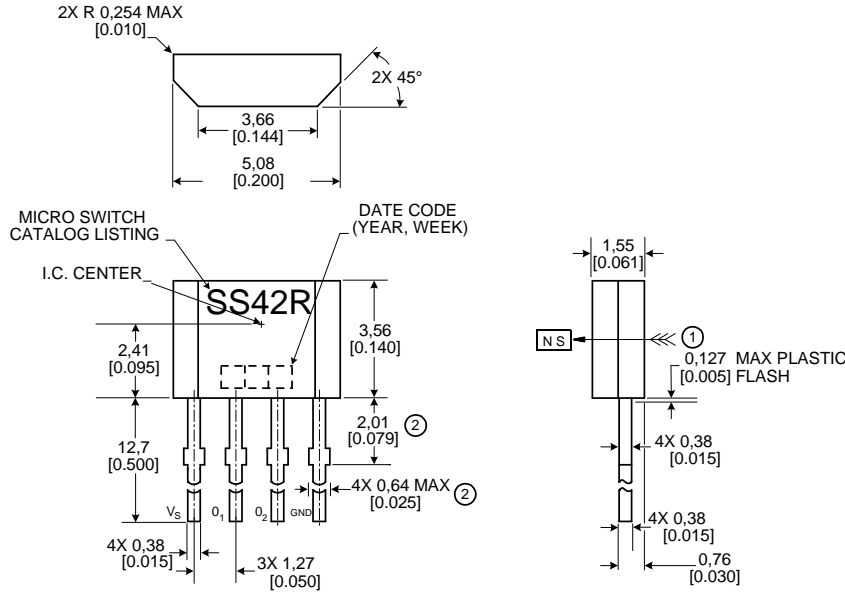 2X R 0,254 MAX
[0.010]
2X 45°
3,66
[0.144]
5,08
[0.200]
MICRO SWITCH
CATALOG LISTING
DATE CODE
(YEAR, WEEK)
I.C. CENTER
SS42R
2,41
[0.095]
3,56
[0.140]
12,7
[0.500]
2,01
[0.079]
2
4X 0,64 MAX
[0.025]
2
VS 01 02 GND
4X 0,38
[0.015]
3X 1,27
[0.050]
1,55
[0.061]
N S
1
0,127 MAX PLASTIC
[0.005] FLASH
4X 0,38
[0.015]
4X 0,38
[0.015]
0,76
[0.030]